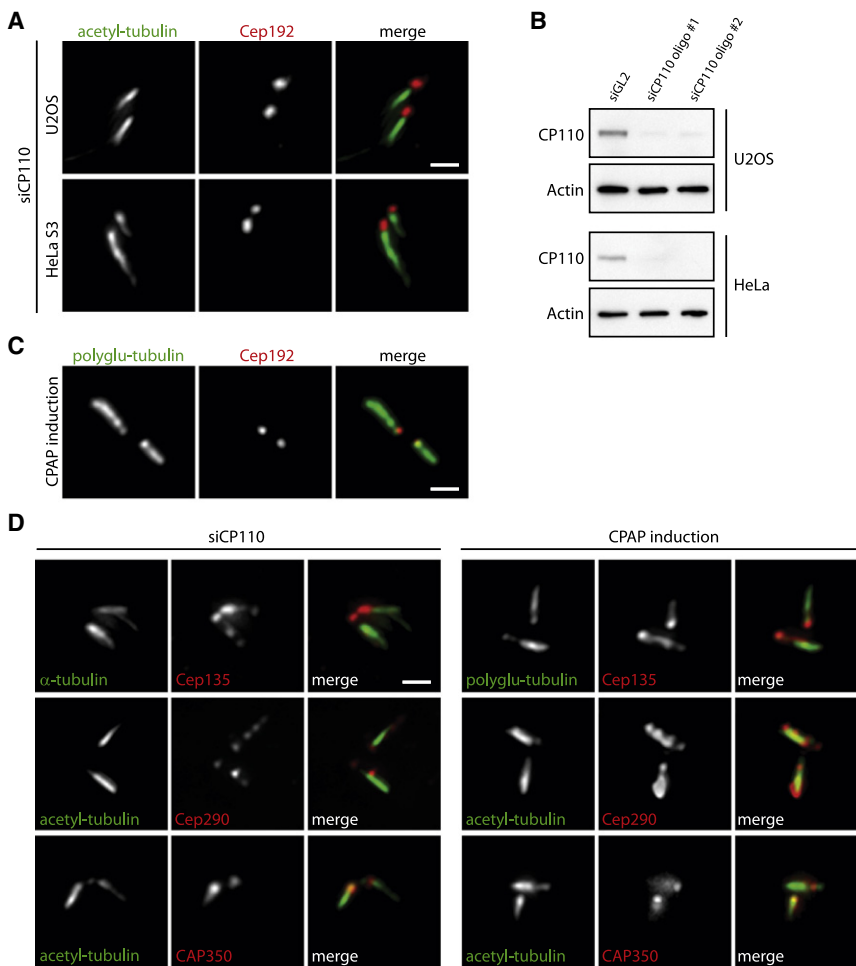 A
acetyl-tubulin Cep192 merge
siCP110
U2OS
HeLa S3
B
siGL2 siCP110 oligo #1 siCP110 oligo #2
CP110
Actin
U2OS
CP110
Actin
HeLa
C
polyglu-tubulin Cep192 merge
CPAP induction
D
siCP110 CPAP induction
α-tubulin Cep135 merge polyglu-tubulin Cep135 merge
acetyl-tubulin Cep290 merge acetyl-tubulin Cep290 merge
acetyl-tubulin CAP350 merge acetyl-tubulin CAP350 merge